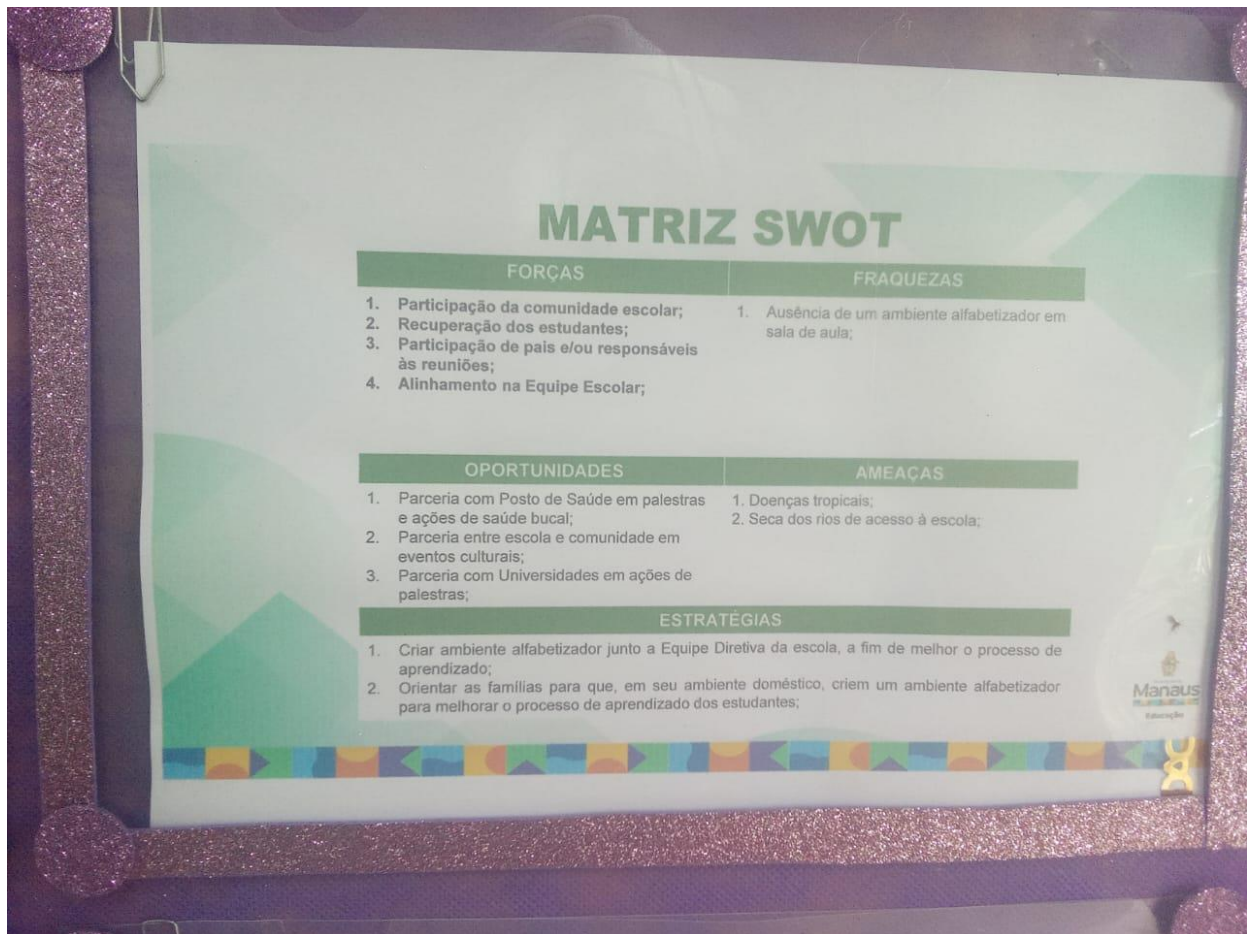 MATRIZ SWOT
FORÇAS
1. Participação da comunidade escolar;
2. Recuperação dos estudantes;
3. Participação de pais e/ou responsáveis
às reuniões;
4. Alinhamento na Equipe Escolar;
FRAQUEZAS
1. Ausência de um ambiente alfabetizador em
sala de aula;
OPORTUNIDADES
1. Parceria com Posto de Saúde em palestras
e ações de saúde bucal;
2. Parceria entre escola e comunidade em
eventos culturais;
3. Parceria com Universidades em ações de
palestras;
AMEAÇAS
1. Doenças tropicais;
2. Seca dos rios de acesso à escola;
ESTRATÉGIAS
1. Criar ambiente alfabetizador junto a Equipe Diretiva da escola, a fim de melhor o processo de
aprendizado;
2. Orientar as famílias para que, em seu ambiente doméstico, criem um ambiente alfabetizador
para melhorar o processo de aprendizado dos estudantes;
Manaus
Educação